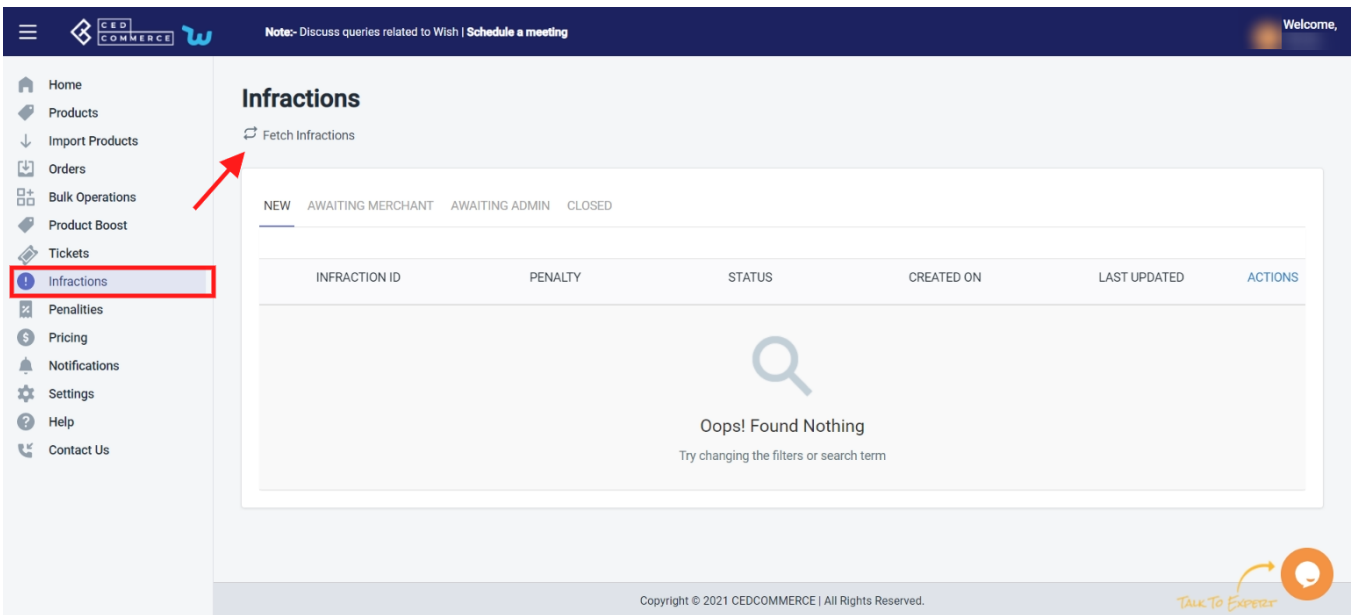 CED COMMERCE
Note:- Discuss queries related to Wish | Schedule a meeting
Welcome,
Home
Products
Import Products
Orders
Bulk Operations
Product Boost
Tickets
Infractions
Penalities
Pricing
Notifications
Settings
Help
Contact Us
Infractions
Fetch Infractions
NEW AWAITING MERCHANT AWAITING ADMIN CLOSED
INFRACTION ID PENALTY STATUS CREATED ON LAST UPDATED ACTIONS
Oops! Found Nothing
Try changing the filters or search term
Copyright © 2021 CEDCOMMERCE | All Rights Reserved.
TALK TO EXPERT